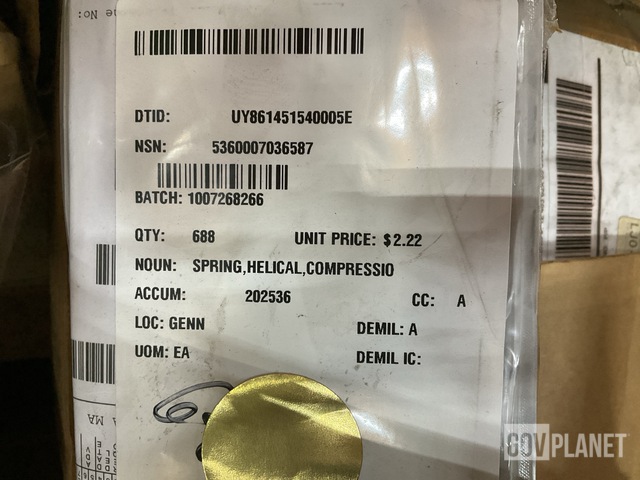 DTID: UY861451540005E
NSN: 5360007036587
BATCH: 1007268266
QTY: 688 UNIT PRICE: $2.22
NOUN: SPRING,HELICAL,COMPRESSIO
ACCUM: 202536 CC: A
LOC: GENN DEMIL: A
UOM: EA DEMIL IC:
GOVPLANET